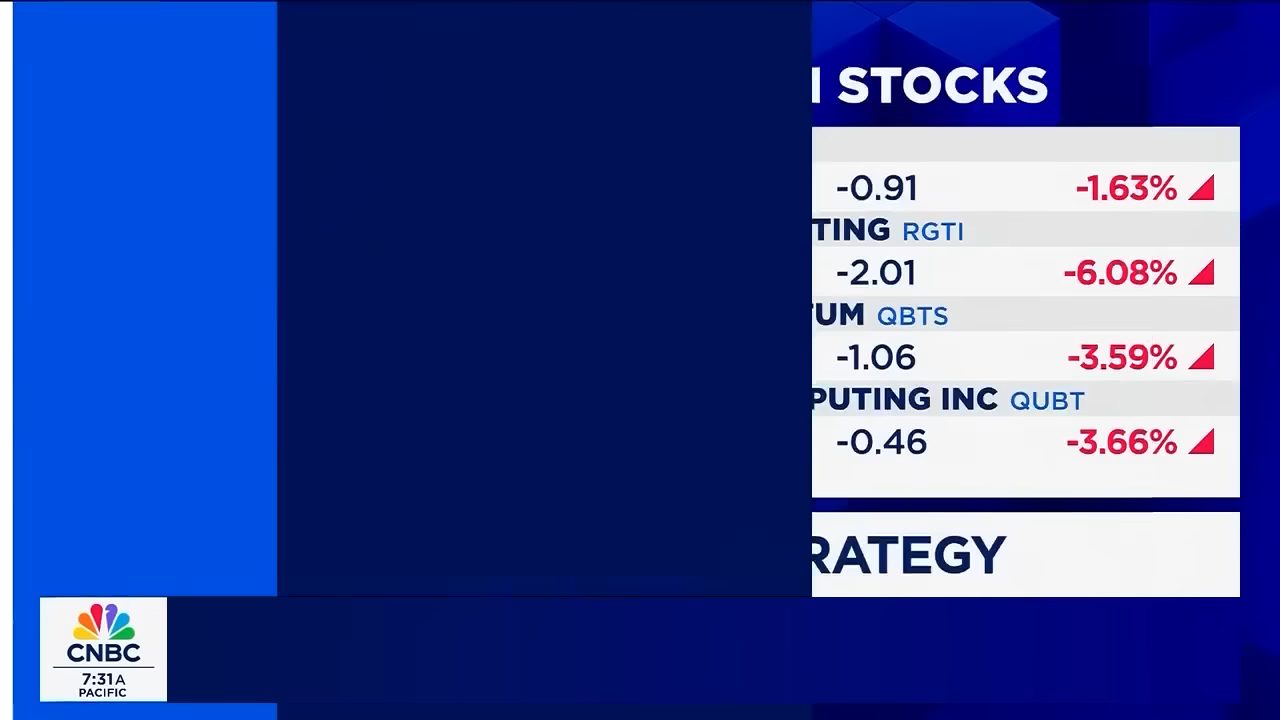 STOCKS
-0.91 -1.63%
TING RGTI
-2.01 -6.08%
UM QBTS
-1.06 -3.59%
PUTING INC QUBT
-0.46 -3.66%
RATEGY
CNBC
7:31A
PACIFIC